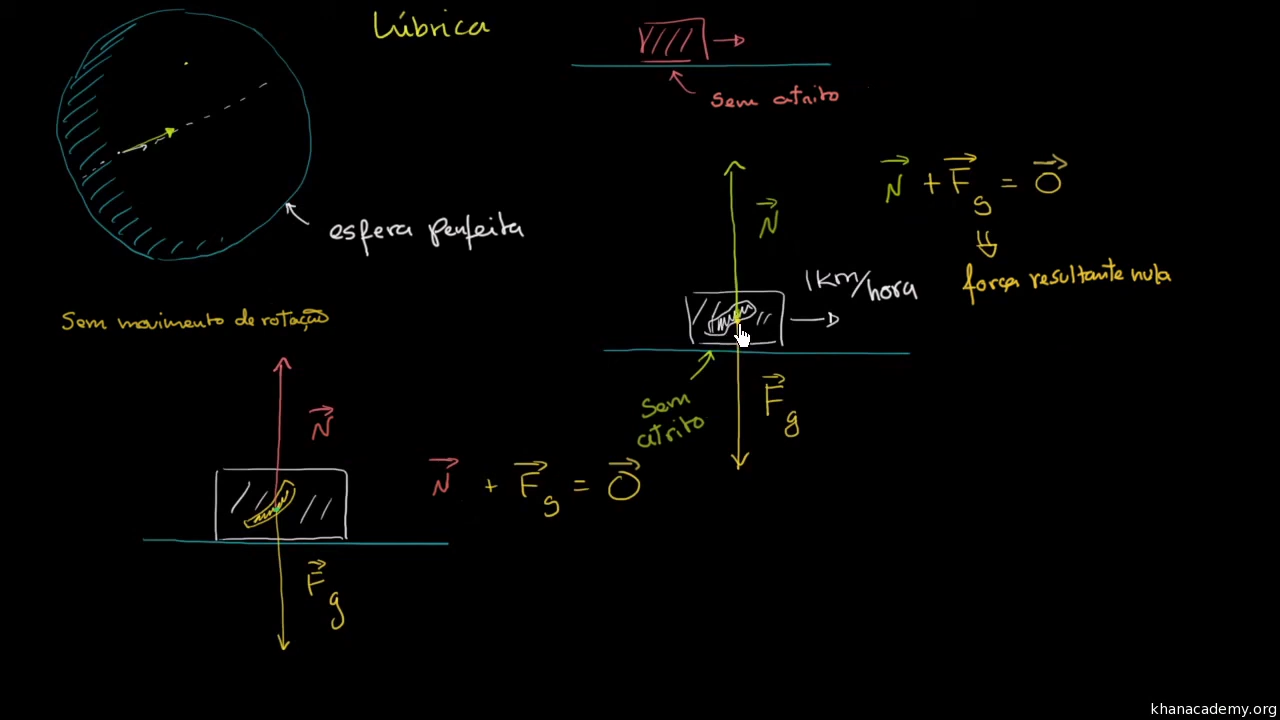 Lúbrica
sem atrito
esfera perfeita
Sem movimento de rotação
N
N + Fg = 0
força resultante nula
1km/hora
Sem
atrito
Fg
N
N + Fg = 0
Fg
khanacademy.org